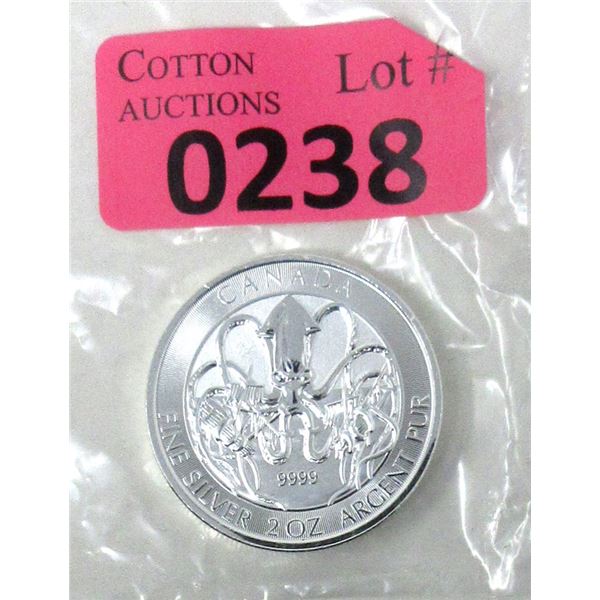 COTTON
AUCTIONS
Lot #
0238
CANADA
9999
FINE SILVER 2 OZ ARGENT PUR